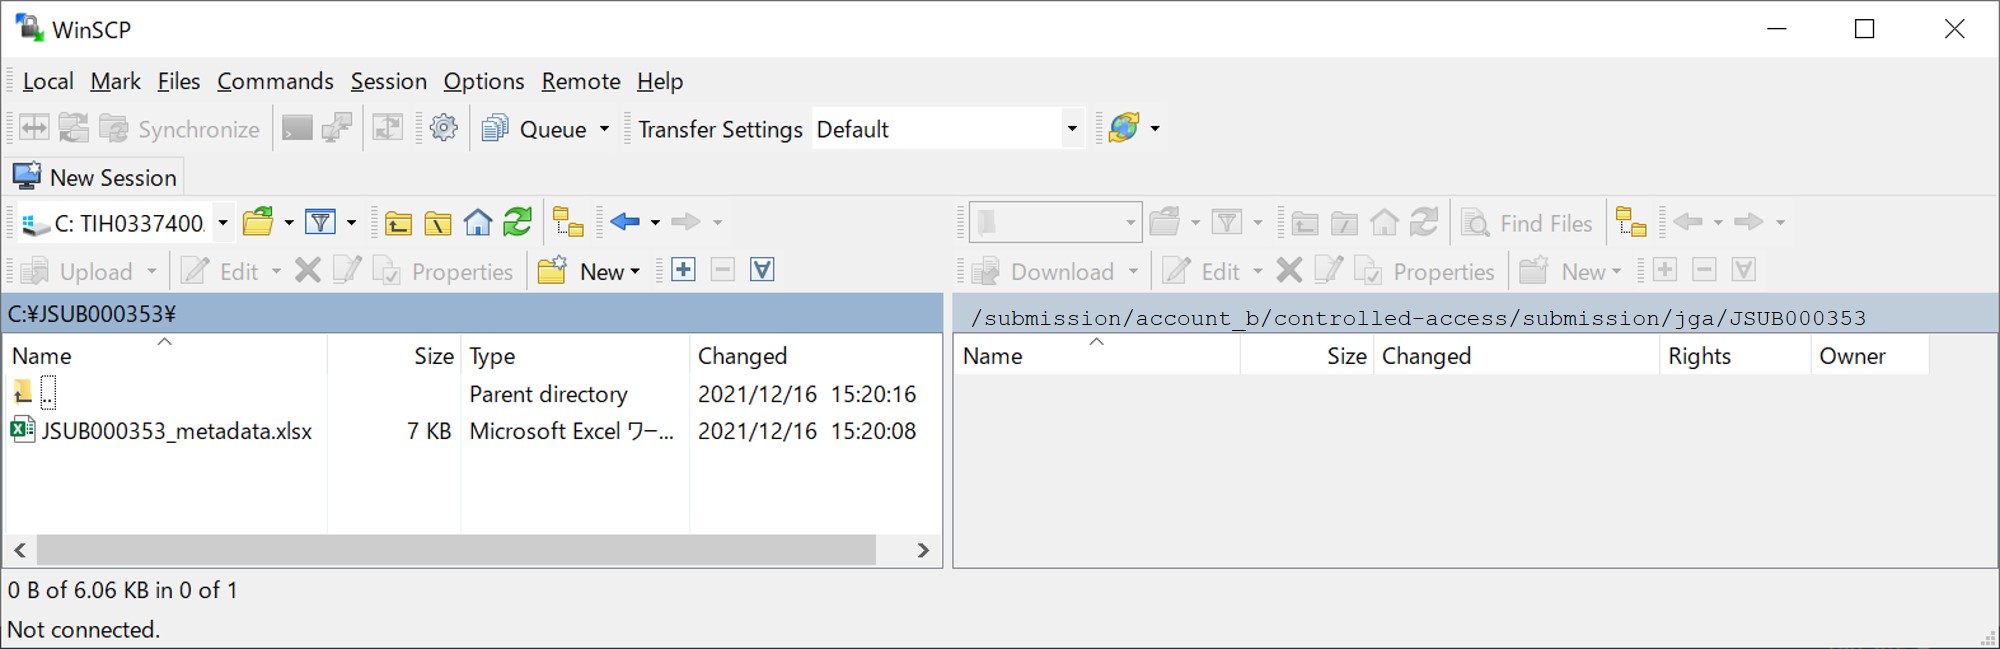 WinSCP
Local Mark Files Commands Session Options Remote Help
Synchronize Queue Transfer Settings Default
New Session
C: TIH0337400. Find Files
Upload Edit Properties New Download Edit Properties New
C:¥JSUB000353¥ /submission/account_b/controlled-access/submission/jga/JSUB000353
Name Size Type Changed Name Size Changed Rights Owner
.. Parent directory 2021/12/16 15:20:16
JSUB000353_metadata.xlsx 7 KB Microsoft Excel ワー... 2021/12/16 15:20:08
0 B of 6.06 KB in 0 of 1
Not connected.